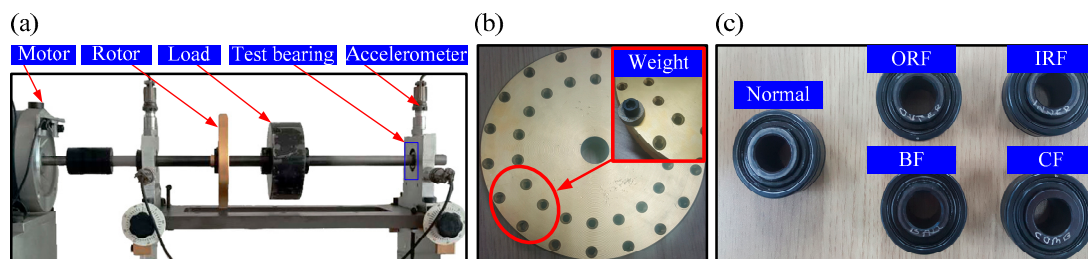 (a)
(b)
(c)
Motor Rotor Load Test bearing Accelerometer
Weight
Normal
ORF
IRF
BF
CF